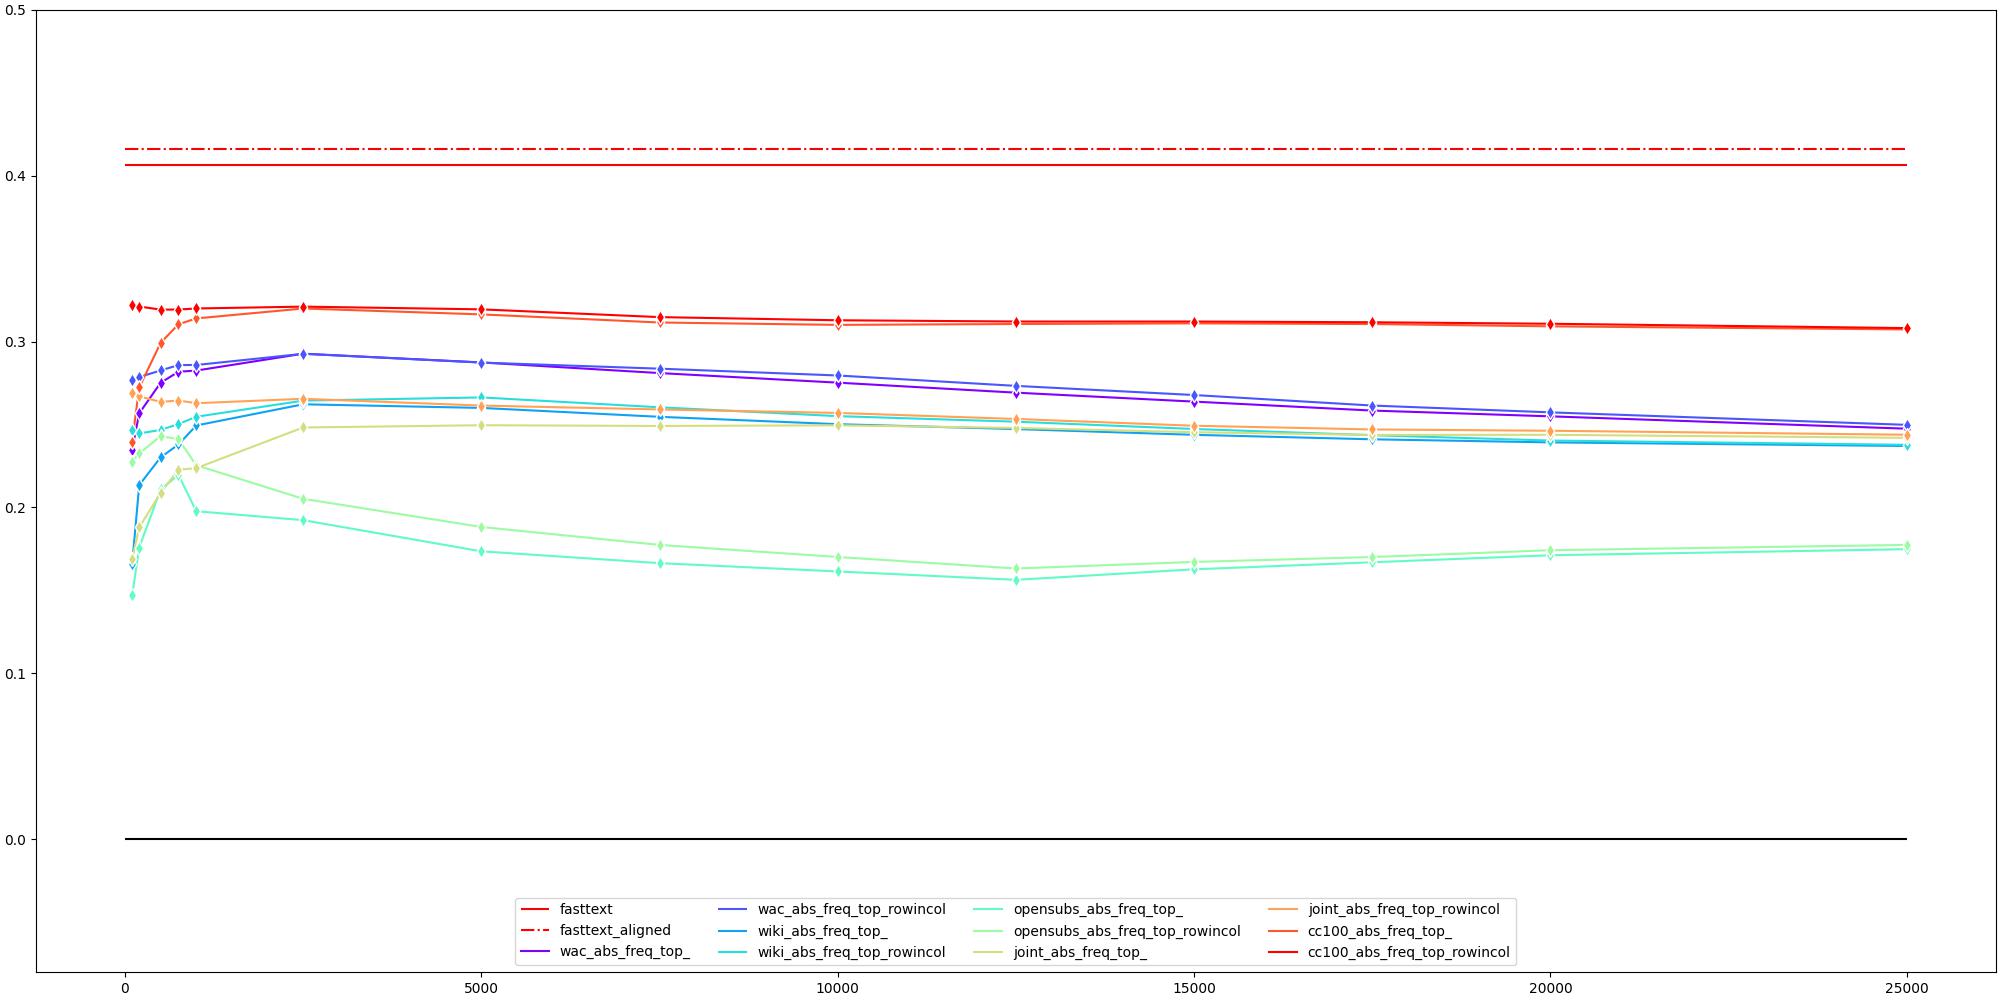 0.5
0.4
0.3
0.2
0.1
0.0
fasttext
fasttext_aligned
wac_abs_freq_top_
wac_abs_freq_top_rowincol
wiki_abs_freq_top_
wiki_abs_freq_top_rowincol
opensubs_abs_freq_top_
opensubs_abs_freq_top_rowincol
joint_abs_freq_top_
joint_abs_freq_top_rowincol
cc100_abs_freq_top_
cc100_abs_freq_top_rowincol
0 5000 10000 15000 20000 25000